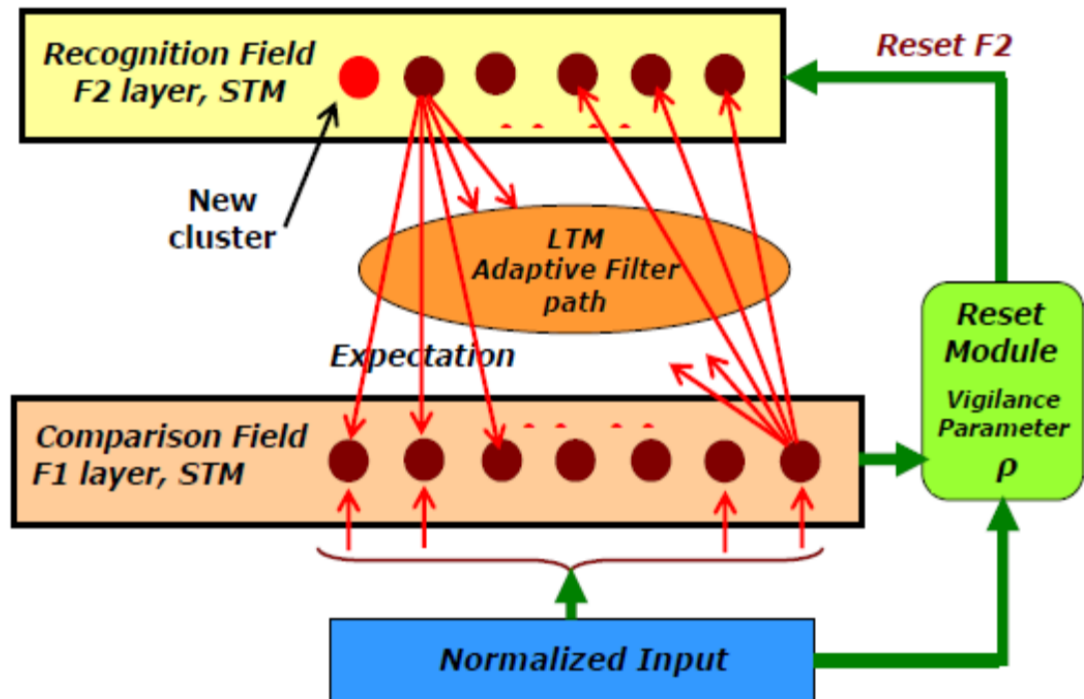 Recognition Field
F2 layer, STM
Reset F2
New
cluster
LTM
Adaptive Filter
path
Expectation
Reset
Module
Vigilance
Parameter
ρ
Comparison Field
F1 layer, STM
Normalized Input